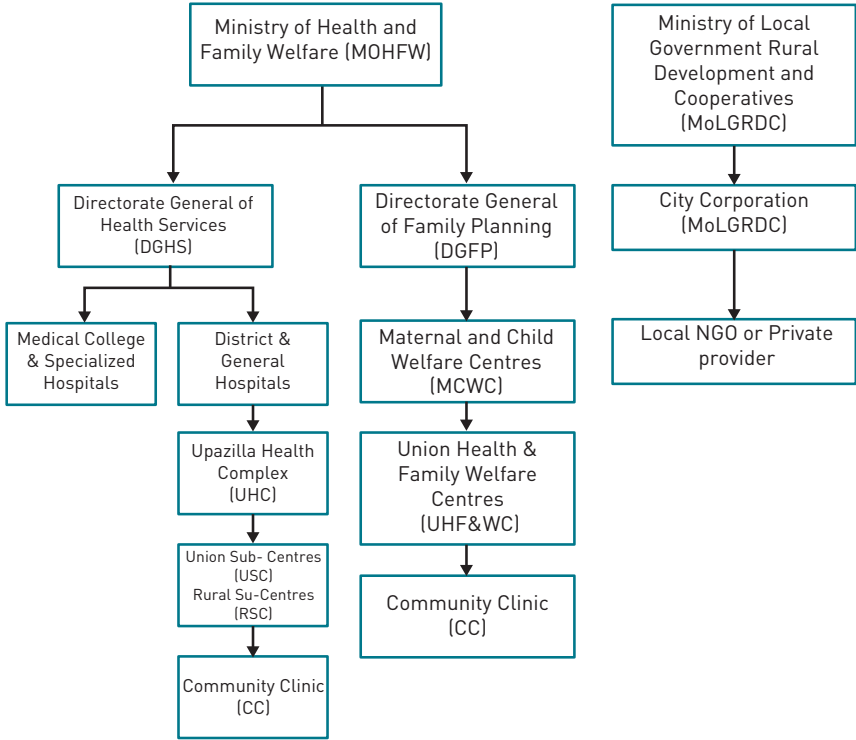 Ministry of Health and
Family Welfare (MOHFW)
Ministry of Local
Government Rural
Development and
Cooperatives
(MoLGRDC)
Directorate General of
Health Services
(DGHS)
Directorate General
of Family Planning
(DGFP)
City Corporation
(MoLGRDC)
Medical College
& Specialized
Hospitals
District &
General
Hospitals
Maternal and Child
Welfare Centres
(MCWC)
Local NGO or Private
provider
Upazilla Health
Complex
(UHC)
Union Health &
Family Welfare
Centres
(UHF&WC)
Union Sub- Centres
(USC)
Rural Su-Centres
(RSC)
Community Clinic
(CC)
Community Clinic
(CC)